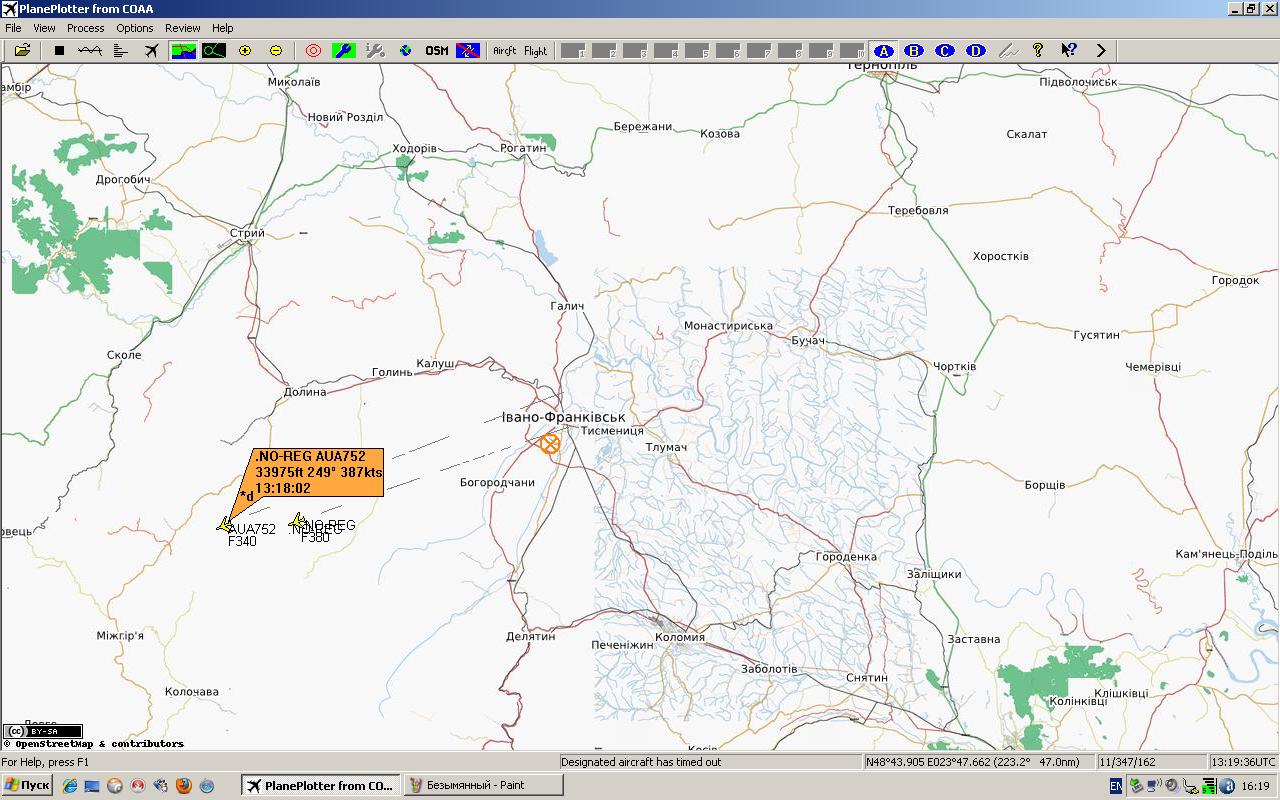 PlanePlotter from COAA
File View Process Options Review Help
OSM Aircft Flight A B C D
Тернопіль
Миколаїв
Підволочиськ
Новий Розділ
Бережани
Козова
Скалат
Ходорів
Рогатин
Дрогобич
Теребовля
Стрий
Хоростків
Городок
Галич
Монастириська
Гусятин
Бучач
Сколе
Калуш
Голинь
Чортків
Чемерівці
Долина
Івано-Франківськ
Тисмениця
Тлумач
.NO-REG AUA752
33975ft 249° 387kts
*d 13:18:02
Богородчани
Борщів
AUA752
F340
.NO-REG
.NO-REG
F380
Городенка
Кам'янець-Поділь
Заліщики
Міжгір'я
Делятин
Печеніжин
Коломия
Заставна
Заболотів
Снятин
Колочава
Клішківці
Колінківці
Косів
(cc) BY-SA
© OpenStreetMap & contributors
For Help, press F1
Designated aircraft has timed out
N48°43.905 E023°47.662 (223.2° 47.0nm)
11/347/162
13:19:36UTC
Пуск
PlanePlotter from CO...
Безымянный - Paint
EN
16:19